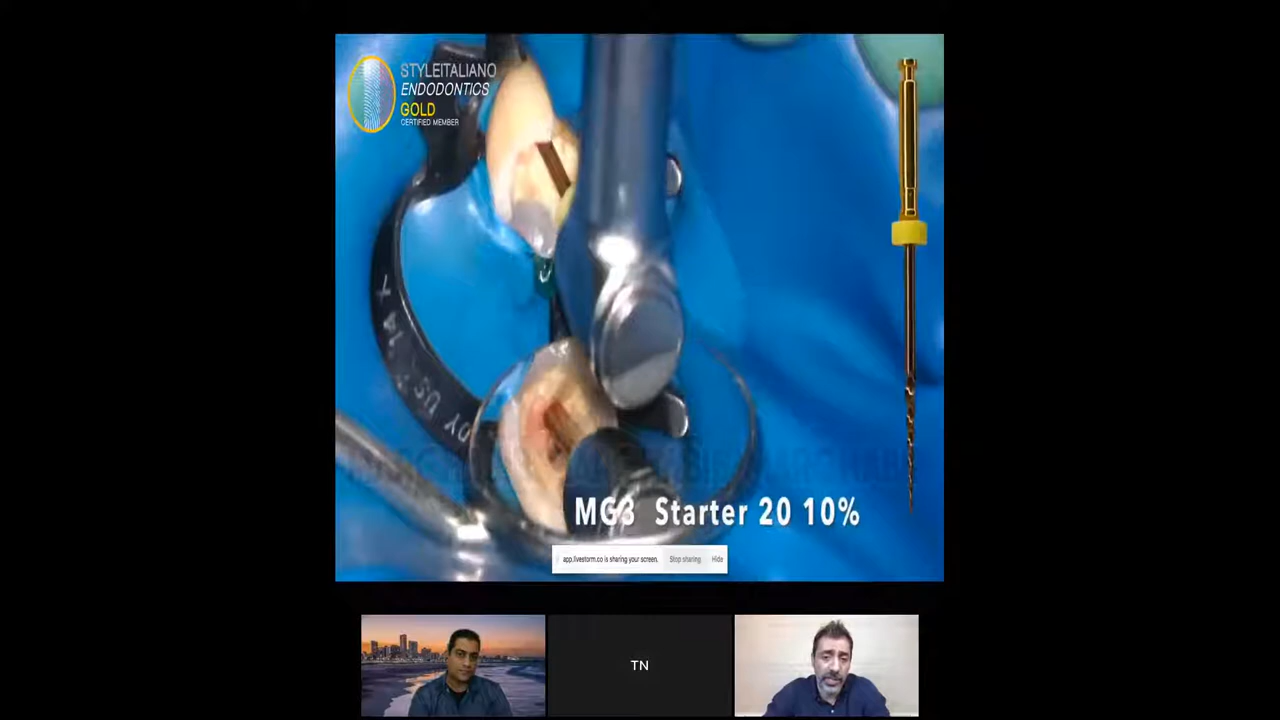 STYLEITALIANO
ENDODONTICS
GOLD
CERTIFIED MEMBER
MG3 Starter 20 10%
app.livestorm.co is sharing your screen.
Stop sharing
Hide
TN